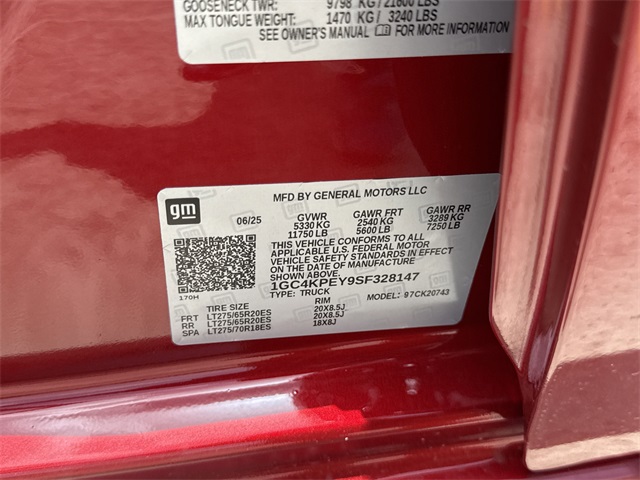 GOOSENECK TWR: 9798 KG/21600 LBS
MAX TONGUE WEIGHT: 1470 KG / 3240 LBS
SEE OWNER'S MANUAL FOR MORE INFORMATION
gm
MFD BY GENERAL MOTORS LLC
06/25 GVWR GAWR FRT GAWR RR
5330 KG 2540 KG 3289 KG
11750 LB 5600 LB 7250 LB
THIS VEHICLE CONFORMS TO ALL
APPLICABLE U.S. FEDERAL MOTOR
VEHICLE SAFETY STANDARDS IN EFFECT
ON THE DATE OF MANUFACTURE
1GC4KPEY9SF328147
170H TYPE: TRUCK MODEL: 97CK20743
TIRE SIZE RIM
FRT LT275/65R20ES 20X8.5J
RR LT275/65R20ES 20X8.5J
SPA LT275/70R18ES 18X8J